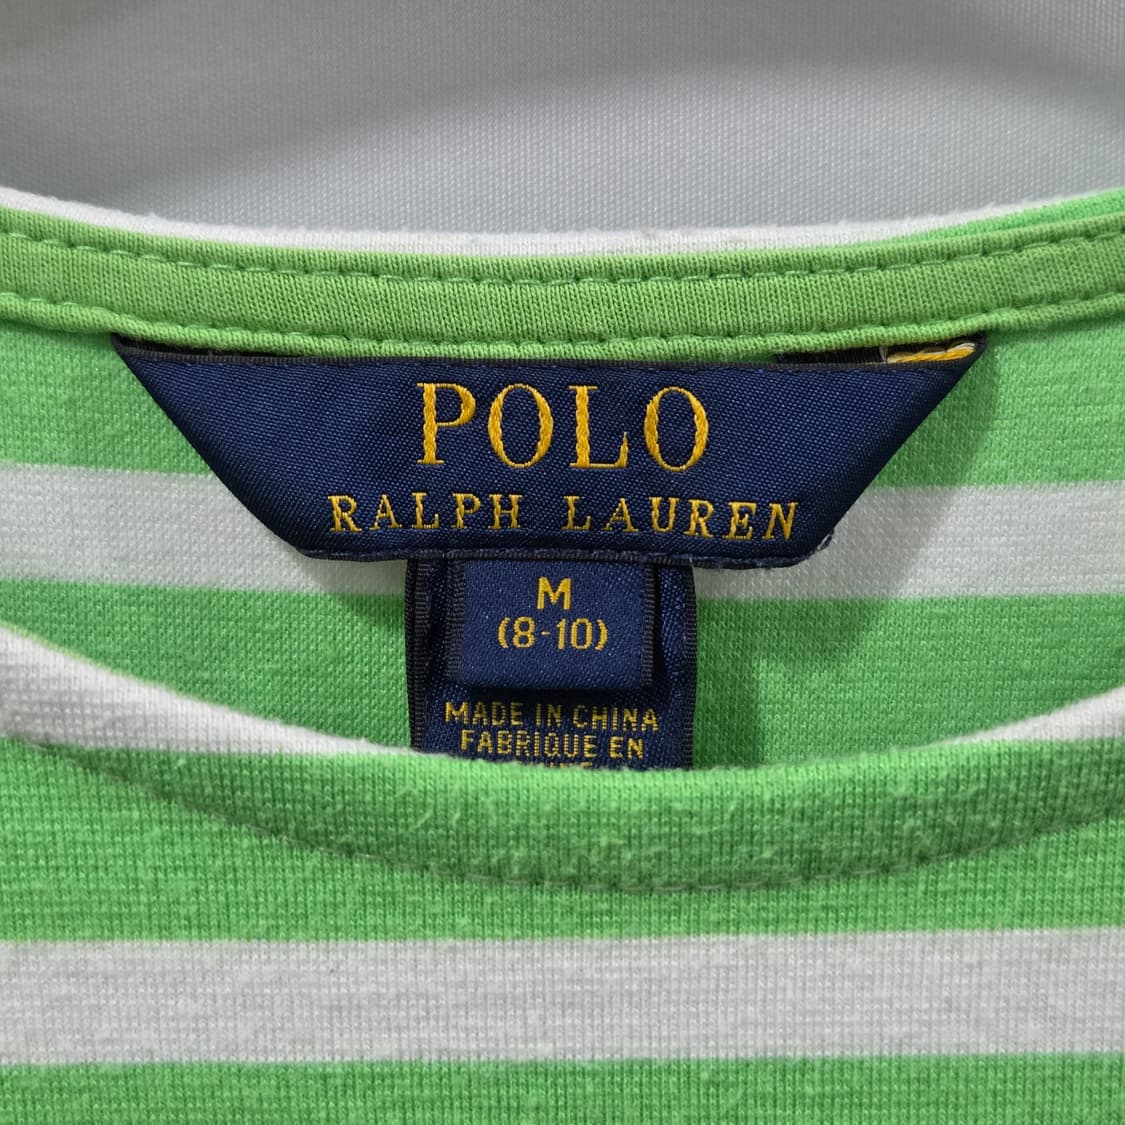 POLO
RALPH LAUREN
M
(8-10)
MADE IN CHINA
FABRIQUE EN